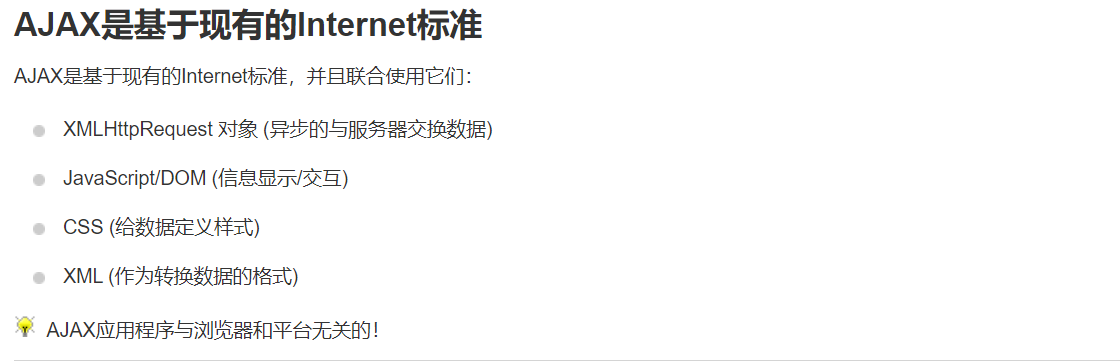 AJAX是基于现有的Internet标准
AJAX是基于现有的Internet标准，并且联合使用它们：
XMLHttpRequest 对象 (异步的与服务器交换数据)
JavaScript/DOM (信息显示/交互)
CSS (给数据定义样式)
XML (作为转换数据的格式)
AJAX应用程序与浏览器和平台无关的！